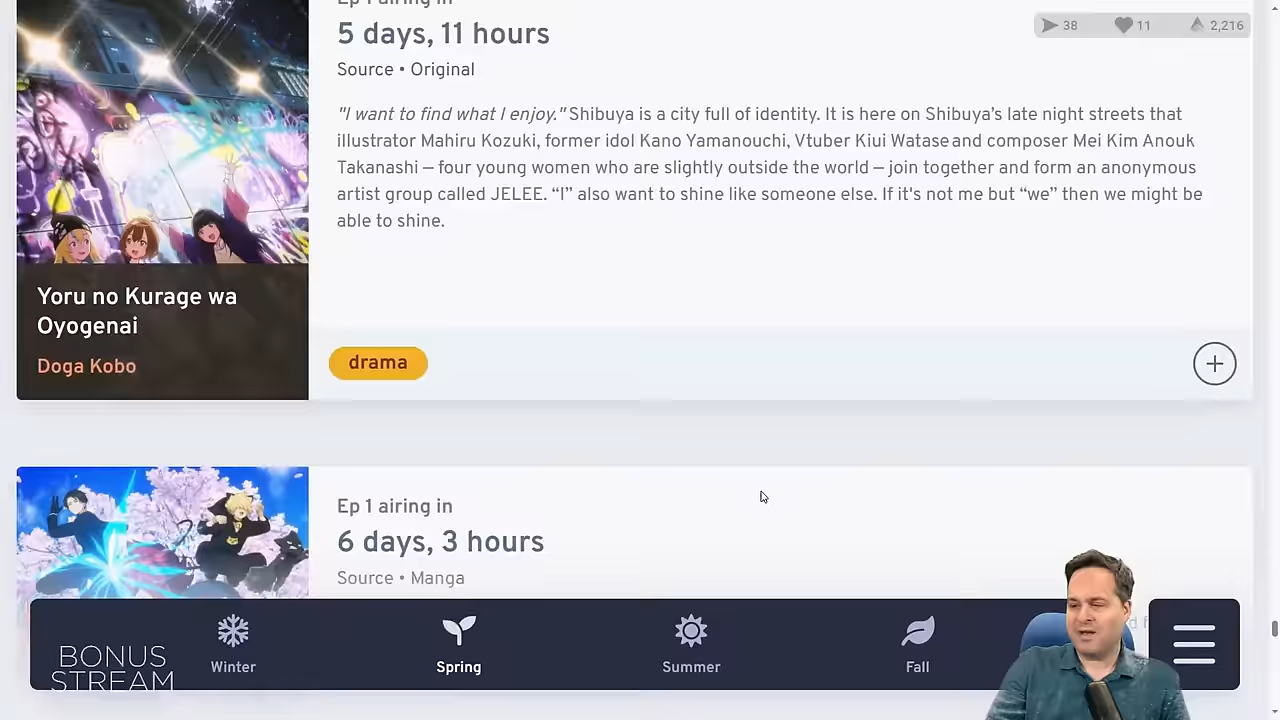 Ep 1 airing in
5 days, 11 hours
38 11 2,216
Source • Original
"I want to find what I enjoy." Shibuya is a city full of identity. It is here on Shibuya’s late night streets that
illustrator Mahiru Kozuki, former idol Kano Yamanouchi, Vtuber Kiui Watase and composer Mei Kim Anouk
Takanashi — four young women who are slightly outside the world — join together and form an anonymous
artist group called JELEE. “I” also want to shine like someone else. If it's not me but “we” then we might be
able to shine.
Yoru no Kurage wa
Oyogenai
Doga Kobo
drama
Ep 1 airing in
6 days, 3 hours
Source • Manga
Winter
Spring
Summer
Fall
BONUS
STREAM